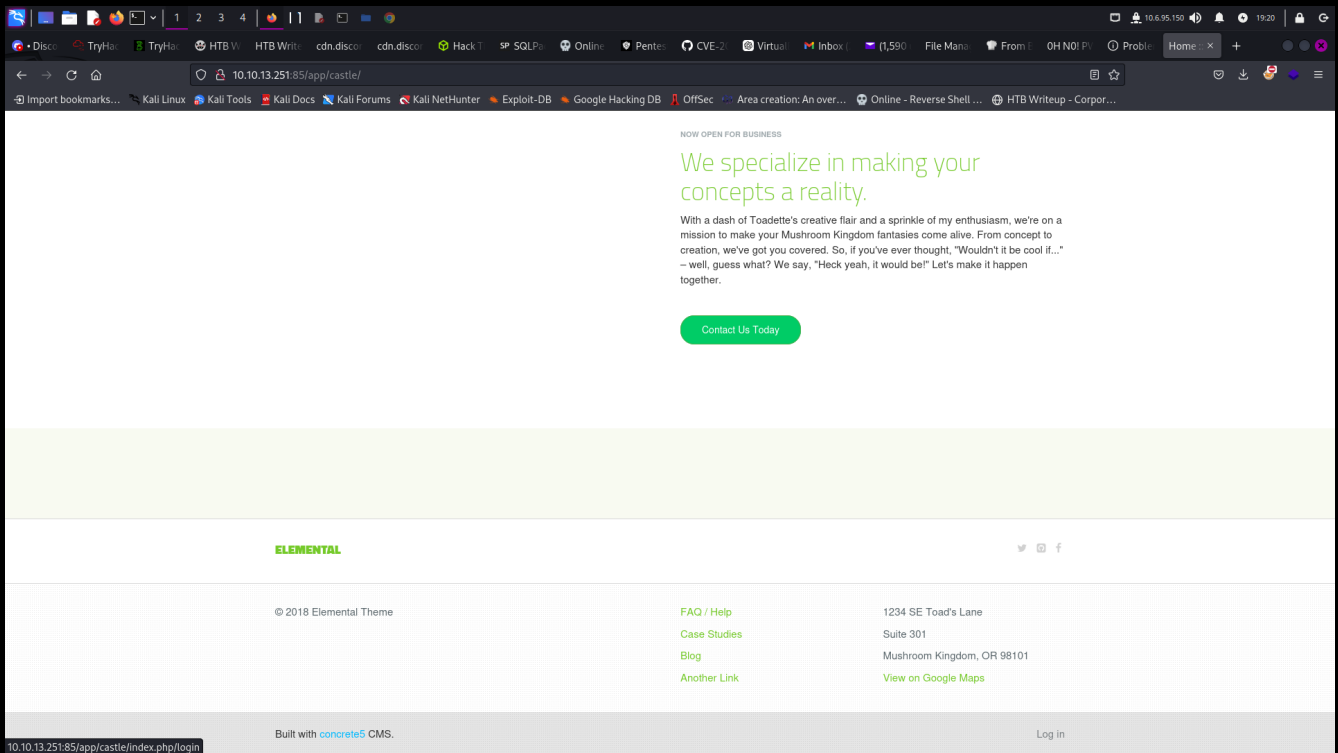 1 2 3 4 10.6.95.150 19:20
• Disco TryHac TryHac HTB W HTB Write cdn.discor cdn.discor Hack T SP SQLPa Online Pentes CVE-2 Virtual M Inbox ( (1,590 File Mana From E 0H N0! P Proble Home :: × +
10.10.13.251:85/app/castle/
Import bookmarks... Kali Linux Kali Tools Kali Docs Kali Forums Kali NetHunter Exploit-DB Google Hacking DB OffSec Area creation: An over... Online - Reverse Shell ... HTB Writeup - Corpor...
NOW OPEN FOR BUSINESS
We specialize in making your
concepts a reality.
With a dash of Toadette's creative flair and a sprinkle of my enthusiasm, we're on a
mission to make your Mushroom Kingdom fantasies come alive. From concept to
creation, we've got you covered. So, if you've ever thought, "Wouldn't it be cool if..."
– well, guess what? We say, "Heck yeah, it would be!" Let's make it happen
together.
Contact Us Today
ELEMENTAL
© 2018 Elemental Theme
FAQ / Help
Case Studies
Blog
Another Link
1234 SE Toad's Lane
Suite 301
Mushroom Kingdom, OR 98101
View on Google Maps
Built with concrete5 CMS.
Log in
10.10.13.251:85/app/castle/index.php/login